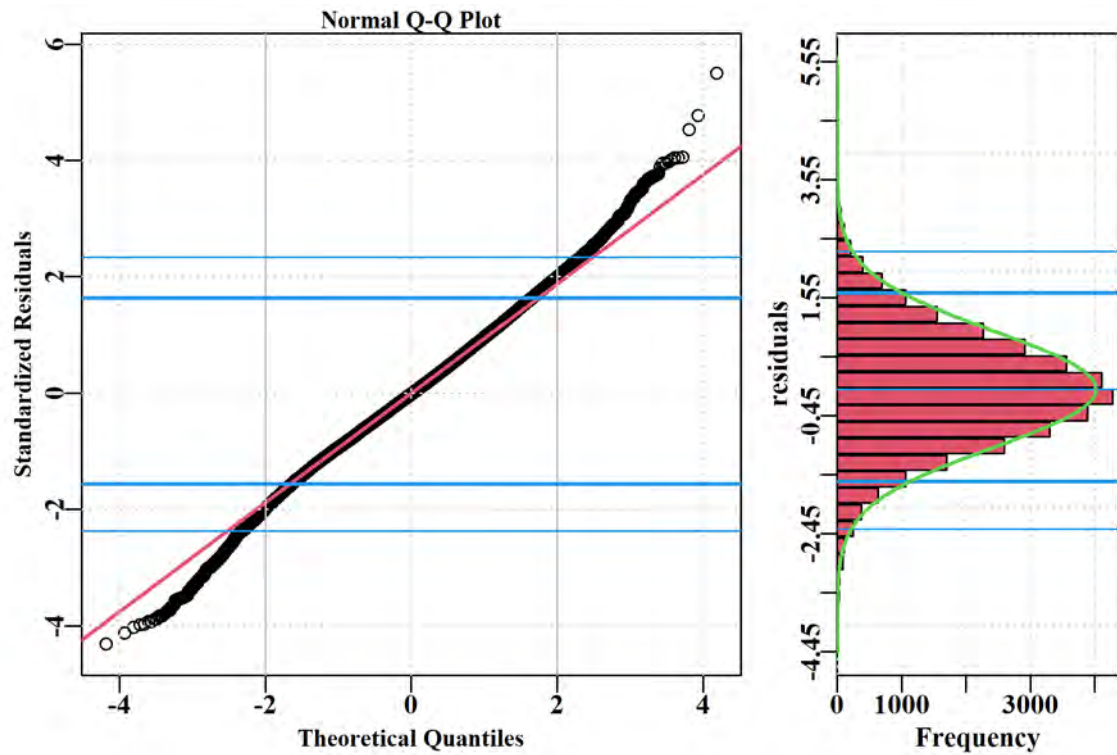 Normal Q-Q Plot
6
4
2
0
-2
-4
Standardized Residuals
-4 -2 0 2 4
Theoretical Quantiles
5.55
3.55
1.55
-0.45
-2.45
-4.45
residuals
0 1000 3000
Frequency